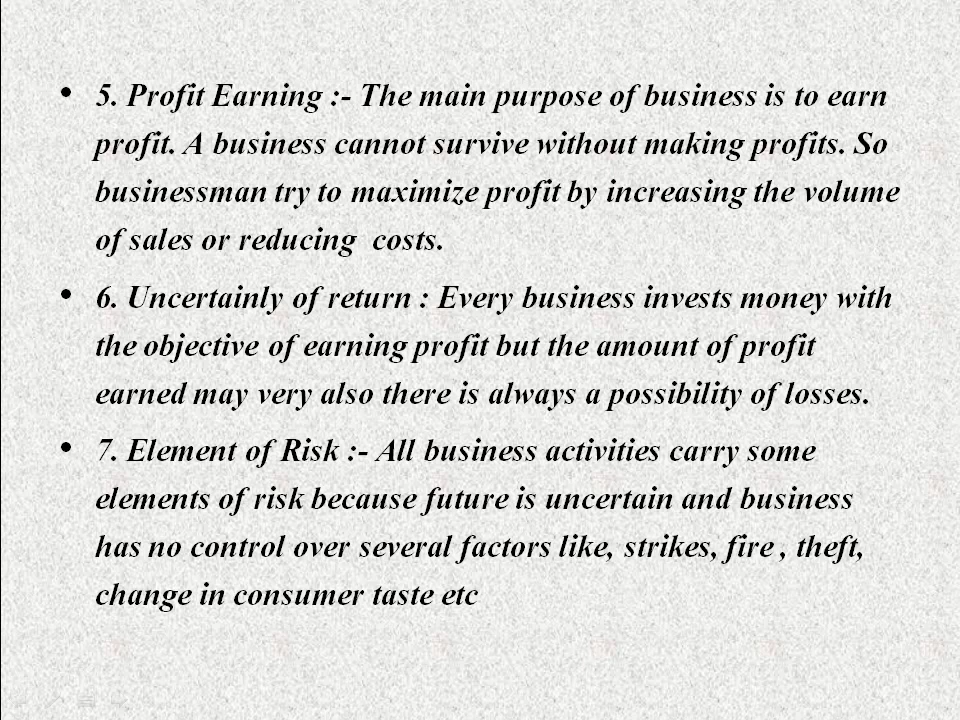 • 5. Profit Earning :- The main purpose of business is to earn
profit. A business cannot survive without making profits. So
businessman try to maximize profit by increasing the volume
of sales or reducing  costs.
• 6. Uncertainly of return : Every business invests money with
the objective of earning profit but the amount of profit
earned may very also there is always a possibility of losses.
• 7. Element of Risk :- All business activities carry some
elements of risk because future is uncertain and business
has no control over several factors like, strikes, fire , theft,
change in consumer taste etc